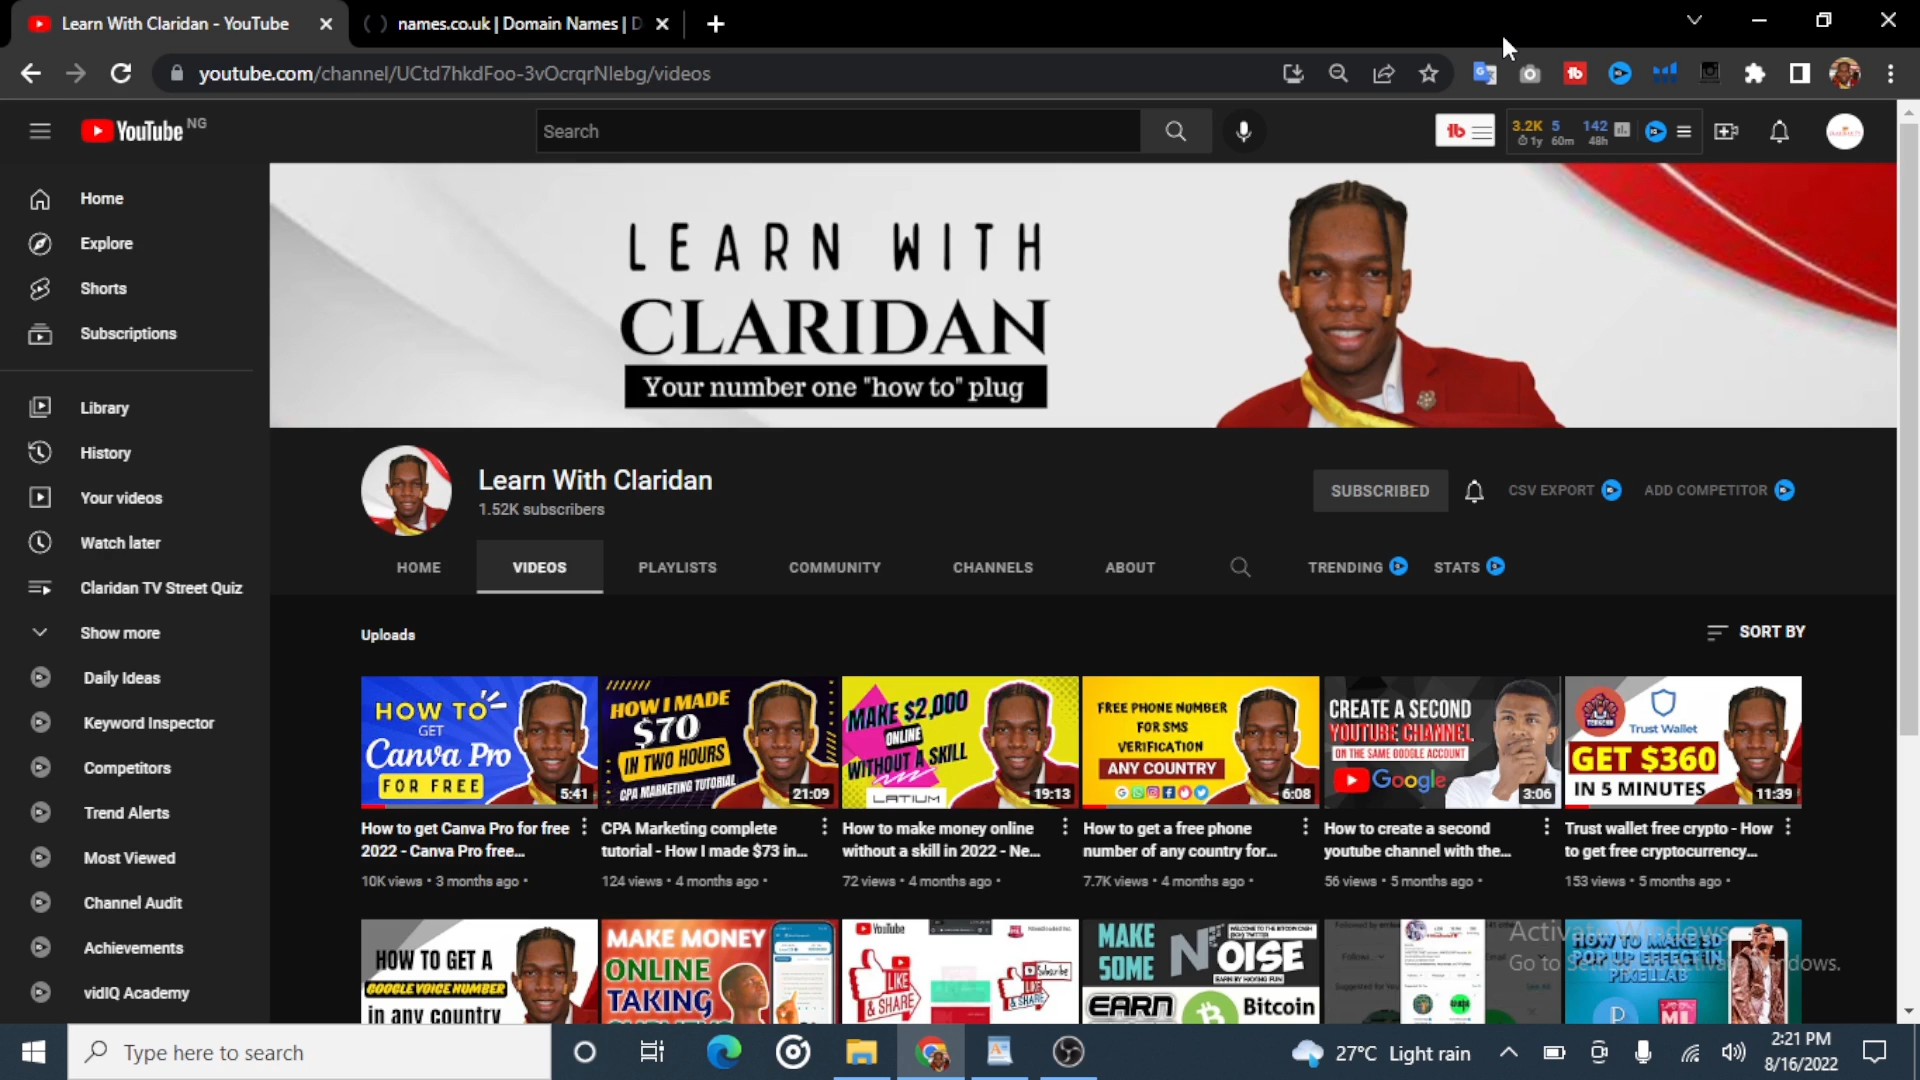 Learn With Claridan - YouTube
names.co.uk | Domain Names | D
youtube.com/channel/UCtd7hkdFoo-3vOcrqrNlebg/videos
YouTube NG
Search
3.2K 5 142
1y 60m 48h
Home
Explore
Shorts
Subscriptions
Library
History
Your videos
Watch later
Claridan TV Street Quiz
Show more
Daily Ideas
Keyword Inspector
Competitors
Trend Alerts
Most Viewed
Channel Audit
Achievements
vidIQ Academy
LEARN WITH
CLARIDAN
Your number one "how to" plug
Learn With Claridan
1.52K subscribers
SUBSCRIBED
CSV EXPORT
ADD COMPETITOR
HOME VIDEOS PLAYLISTS COMMUNITY CHANNELS ABOUT TRENDING STATS
Uploads
SORT BY
HOW TO
GET
Canva Pro
FOR FREE
5:41
How to get Canva Pro for free
2022 - Canva Pro free...
10K views • 3 months ago •
HOW I MADE
$70
IN TWO HOURS
CPA MARKETING TUTORIAL
21:09
CPA Marketing complete
tutorial - How I made $73 in...
124 views • 4 months ago •
MAKE $2,000
ONLINE
WITHOUT A SKILL
LATIUM
19:13
How to make money online
without a skill in 2022 - Ne...
72 views • 4 months ago •
FREE PHONE NUMBER
FOR SMS
VERIFICATION
ANY COUNTRY
6:08
How to get a free phone
number of any country for...
7.7K views • 4 months ago •
CREATE A SECOND
YOUTUBE CHANNEL
ON THE SAME GOOGLE ACCOUNT
Google
3:06
How to create a second
youtube channel with the...
56 views • 5 months ago •
Trust Wallet
GET $360
IN 5 MINUTES
11:39
Trust wallet free crypto - How
to get free cryptocurrency...
153 views • 5 months ago •
HOW TO GET A
GOOGLE VOICE NUMBER
in any country
MAKE MONEY
ONLINE
TAKING
YouTube
LIKE
& SHARE
Subscribe
LIKE
& SHARE
MAKE
SOME
NOISE
EARN
Bitcoin
HOW TO MAKE 3D
POP UP EFFECT IN
PIXELLAB
Activate Windows
Type here to search
27°C Light rain
2:21 PM
8/16/2022